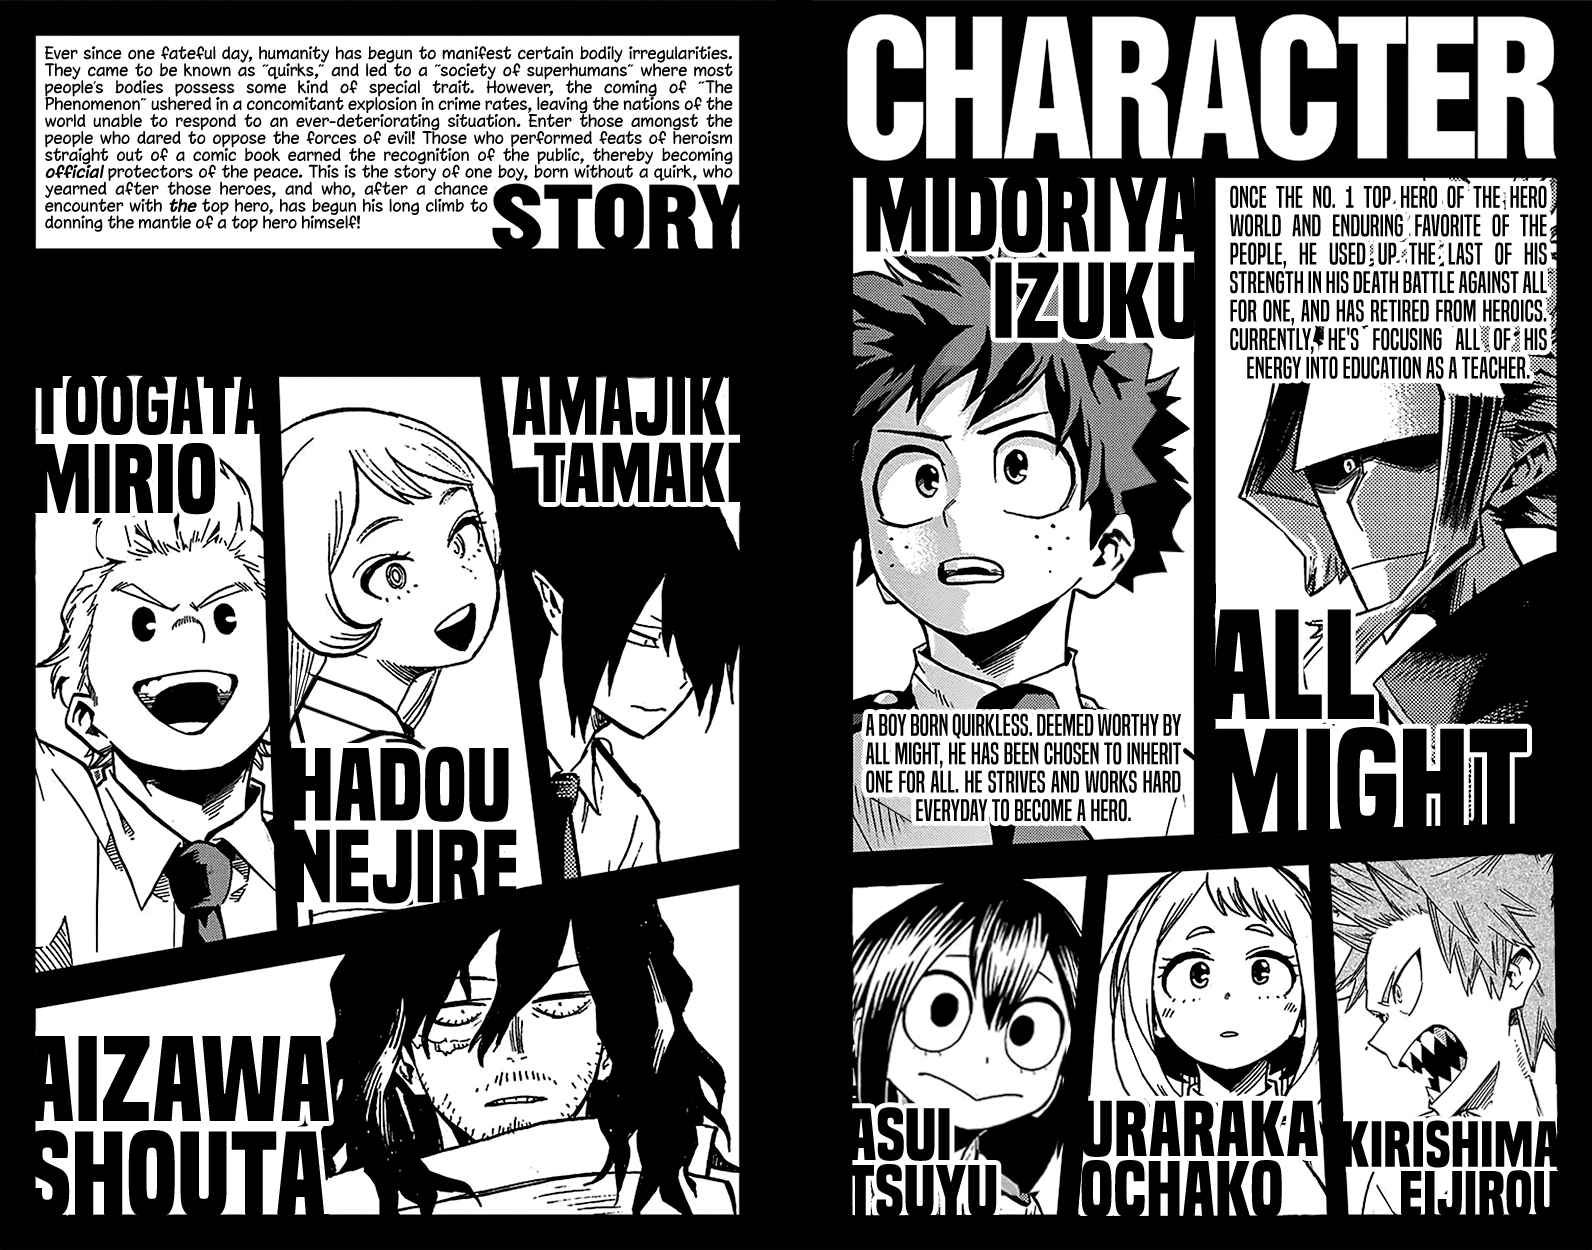 Ever since one fateful day, humanity has begun to manifest certain bodily irregularities.
They came to be known as "quirks," and led to a "society of superhumans" where most
people's bodies possess some kind of special trait. However, the coming of "The
Phenomenon" ushered in a concomitant explosion in crime rates, leaving the nations of the
world unable to respond to an ever-deteriorating situation. Enter those amongst the
people who dared to oppose the forces of evil! Those who performed feats of heroism
straight out of a comic book earned the recognition of the public, thereby becoming
official protectors of the peace. This is the story of one boy, born without a quirk, who
yearned after those heroes, and who, after a chance
encounter with the top hero, has begun his long climb to
donning the mantle of a top hero himself!
STORY
TOOGATA
MIRIO
HADOU
NEJIRE
AMAJIKI
TAMAKI
AIZAWA
SHOUTA
CHARACTER
MIDORIYA
IZUKU
A BOY BORN QUIRKLESS. DEEMED WORTHY BY
ALL MIGHT, HE HAS BEEN CHOSEN TO INHERIT
ONE FOR ALL. HE STRIVES AND WORKS HARD
EVERYDAY TO BECOME A HERO.
ONCE THE NO. 1 TOP HERO OF THE HERO
WORLD AND ENDURING FAVORITE OF THE
PEOPLE, HE USED UP THE LAST OF HIS
STRENGTH IN HIS DEATH BATTLE AGAINST ALL
FOR ONE, AND HAS RETIRED FROM HEROICS.
CURRENTLY, HE'S FOCUSING ALL OF HIS
ENERGY INTO EDUCATION AS A TEACHER.
ALL
MIGHT
ASUI
TSUYU
URARAKA
OCHAKO
KIRISHIMA
EIJIROU